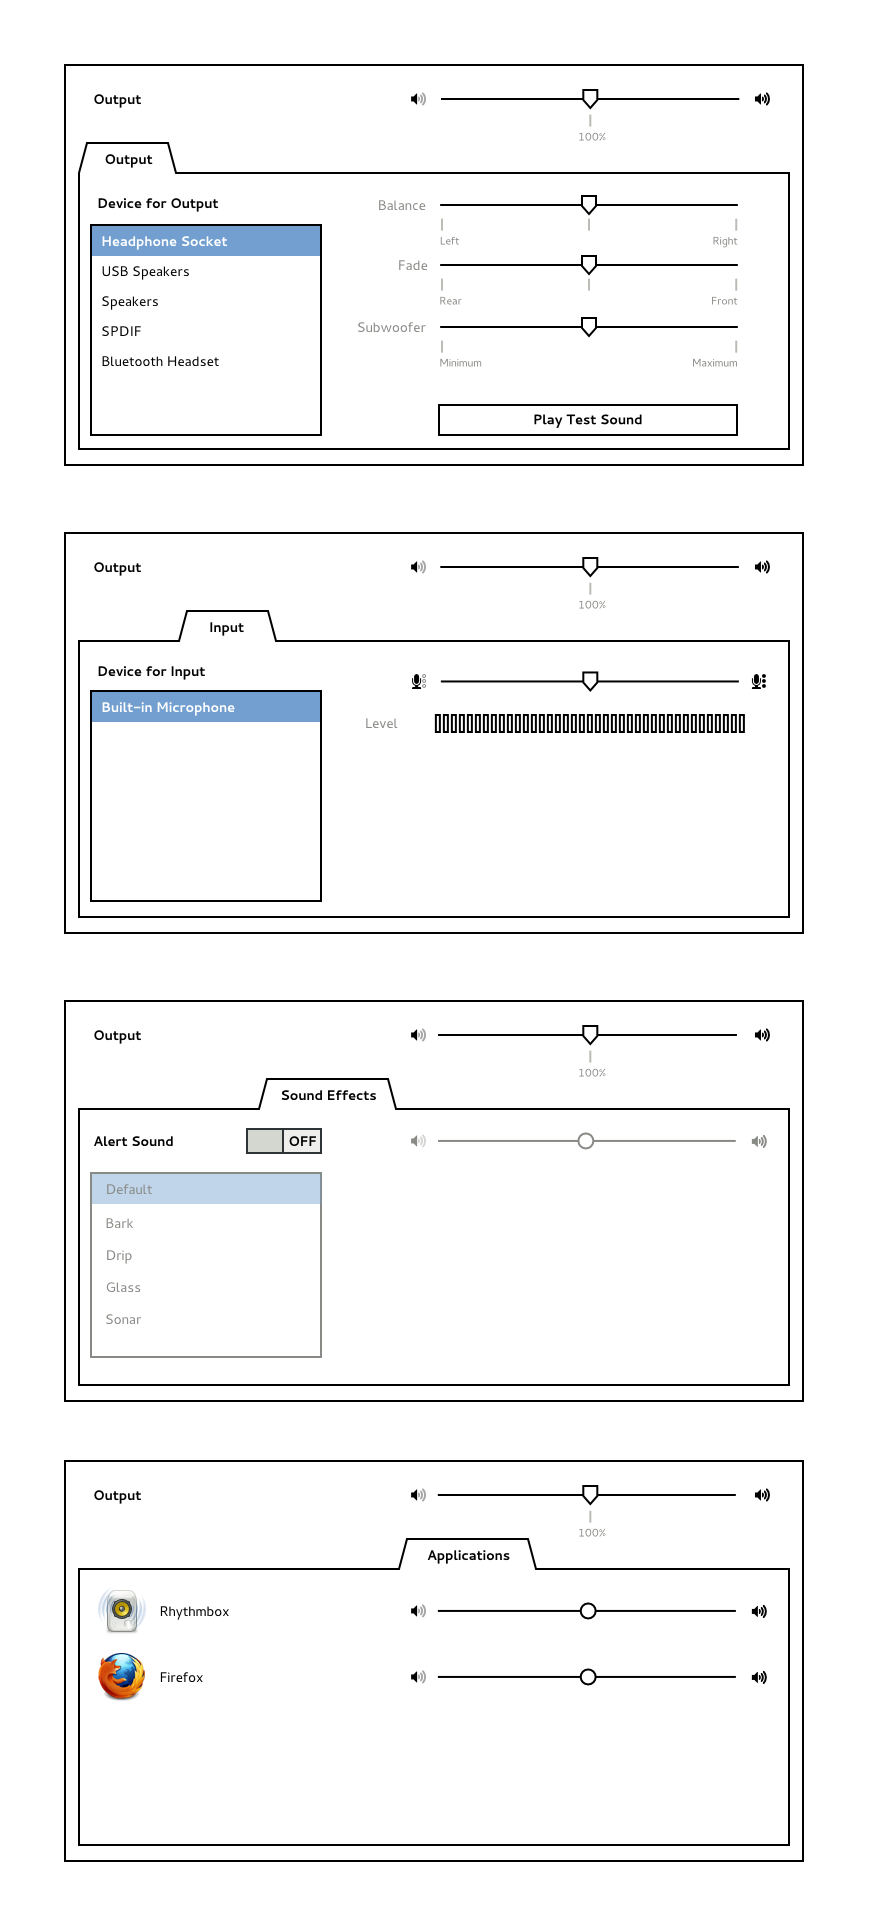 Output
100%
Output
Device for Output
Headphone Socket
USB Speakers
Speakers
SPDIF
Bluetooth Headset
Balance
Left Right
Fade
Rear Front
Subwoofer
Minimum Maximum
Play Test Sound
Output
100%
Input
Device for Input
Built-in Microphone
Level
Output
100%
Sound Effects
Alert Sound OFF
Default
Bark
Drip
Glass
Sonar
Output
100%
Applications
Rhythmbox
Firefox